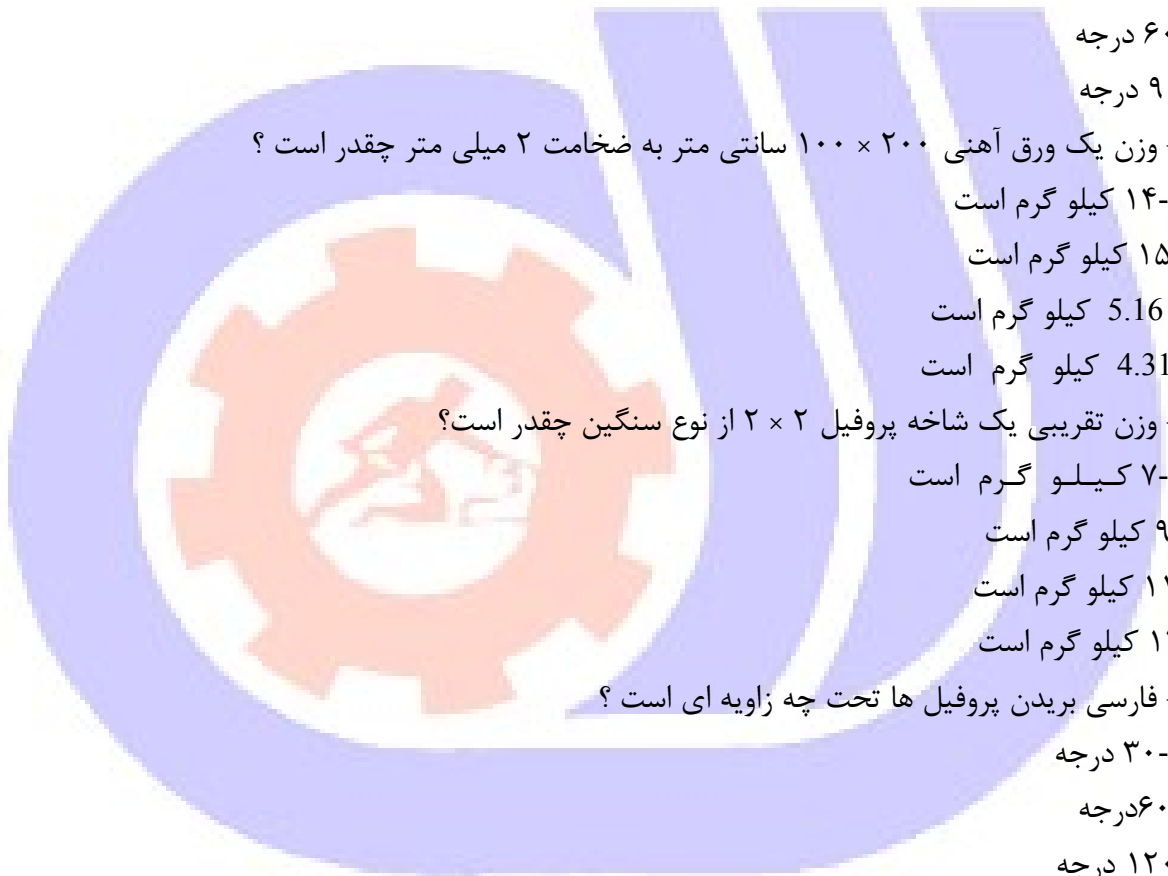 ۶۰ درجه
۹ درجه
- وزن یک ورق آهنی ۲۰۰ × ۱۰۰ سانتی متر به ضخامت ۲ میلی متر چقدر است ؟
-۱۴ کیلو گرم است
۱۵ کیلو گرم است
5.16 کیلو گرم است
4.31 کیلو گرم است
وزن تقریبی یک شاخه پروفیل ۲ × ۲ از نوع سنگین چقدر است؟
-۷ کـیـلـو گـرم است
۹ کیلو گرم است
کیلو گرم است
کیلو گرم است
- فارسی بریدن پروفیل ها تحت چه زاویه ای است ؟
-۳۰ درجه
۶۰درجه
۱۲۰ درجه